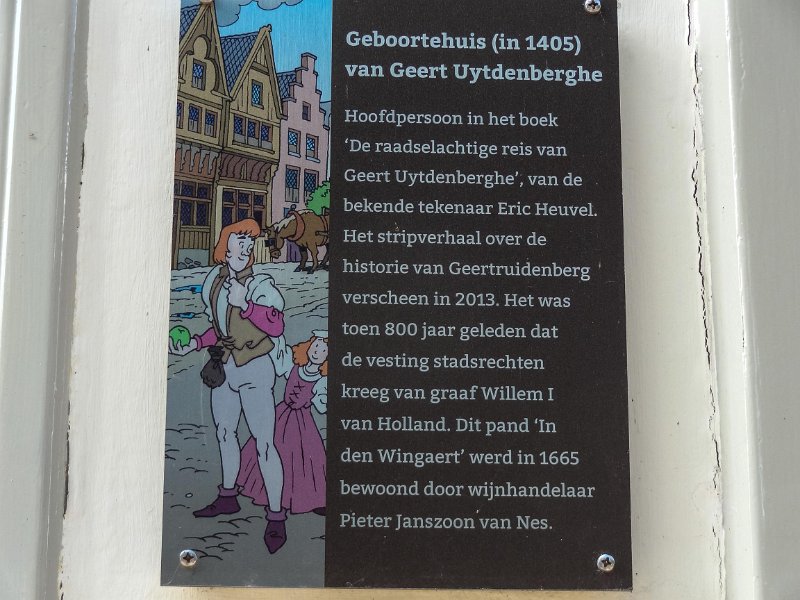 Geboortehuis (in 1405)
van Geert Uytdenberghe
Hoofdpersoon in het boek
‘De raadselachtige reis van
Geert Uytdenberghe’, van de
bekende tekenaar Eric Heuvel.
Het stripverhaal over de
historie van Geertruidenberg
verscheen in 2013. Het was
toen 800 jaar geleden dat
de vesting stadsrechten
kreeg van graaf Willem I
van Holland. Dit pand ‘In
den Wingaert’ werd in 1665
bewoond door wijnhandelaar
Pieter Janszoon van Nes.